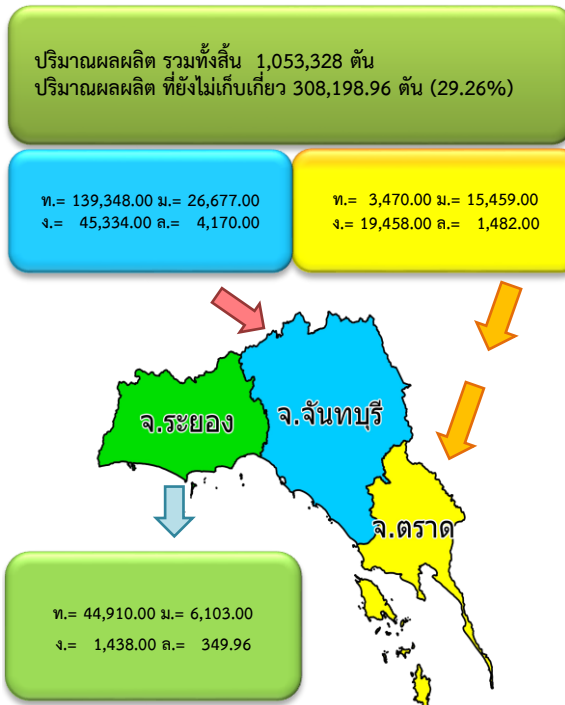 ปริมาณผลผลิต รวมทั้งสิ้น 1,053,328 ตัน
ปริมาณผลผลิต ที่ยังไม่เก็บเกี่ยว 308,198.96 ตัน (29.26%)
ท.= 139,348.00 ม.= 26,677.00
ง.= 45,334.00 ล.= 4,170.00
ท.= 3,470.00 ม.= 15,459.00
ง.= 19,458.00 ล.= 1,482.00
จ.ระยอง
จ.จันทบุรี
จ.ตราด
ท.= 44,910.00 ม.= 6,103.00
ง.= 1,438.00 ล.= 349.96